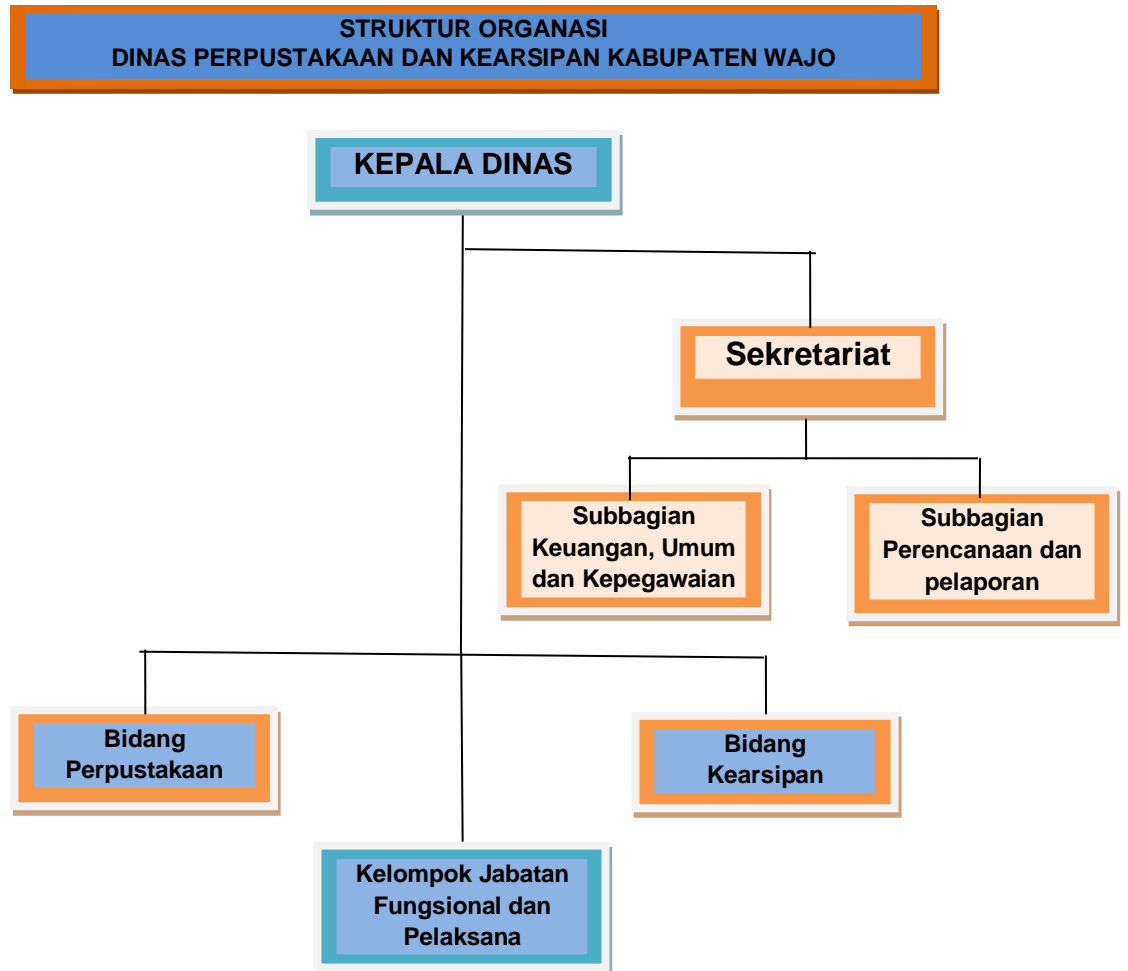 STRUKTUR ORGANASI
DINAS PERPUSTAKAAN DAN KEARSIPAN KABUPATEN WAJO
KEPALA DINAS
Sekretariat
Subbagian
Keuangan, Umum
dan Kepegawaian
Subbagian
Perencanaan dan
pelaporan
Bidang
Perpustakaan
Bidang
Kearsipan
Kelompok Jabatan
Fungsional dan
Pelaksana